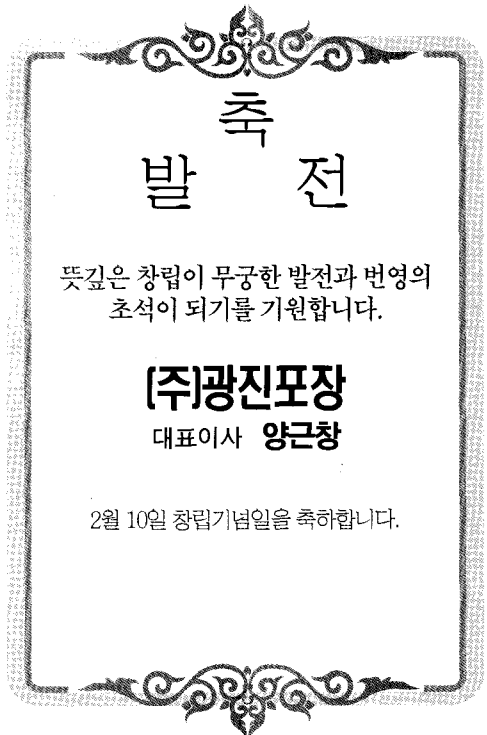 축
발 전
뜻깊은 창립이 무궁한 발전과 번영의
초석이 되기를 기원합니다.
(주)광진포장
대표이사 양근창
2월 10일 창립기념일을 축하합니다.